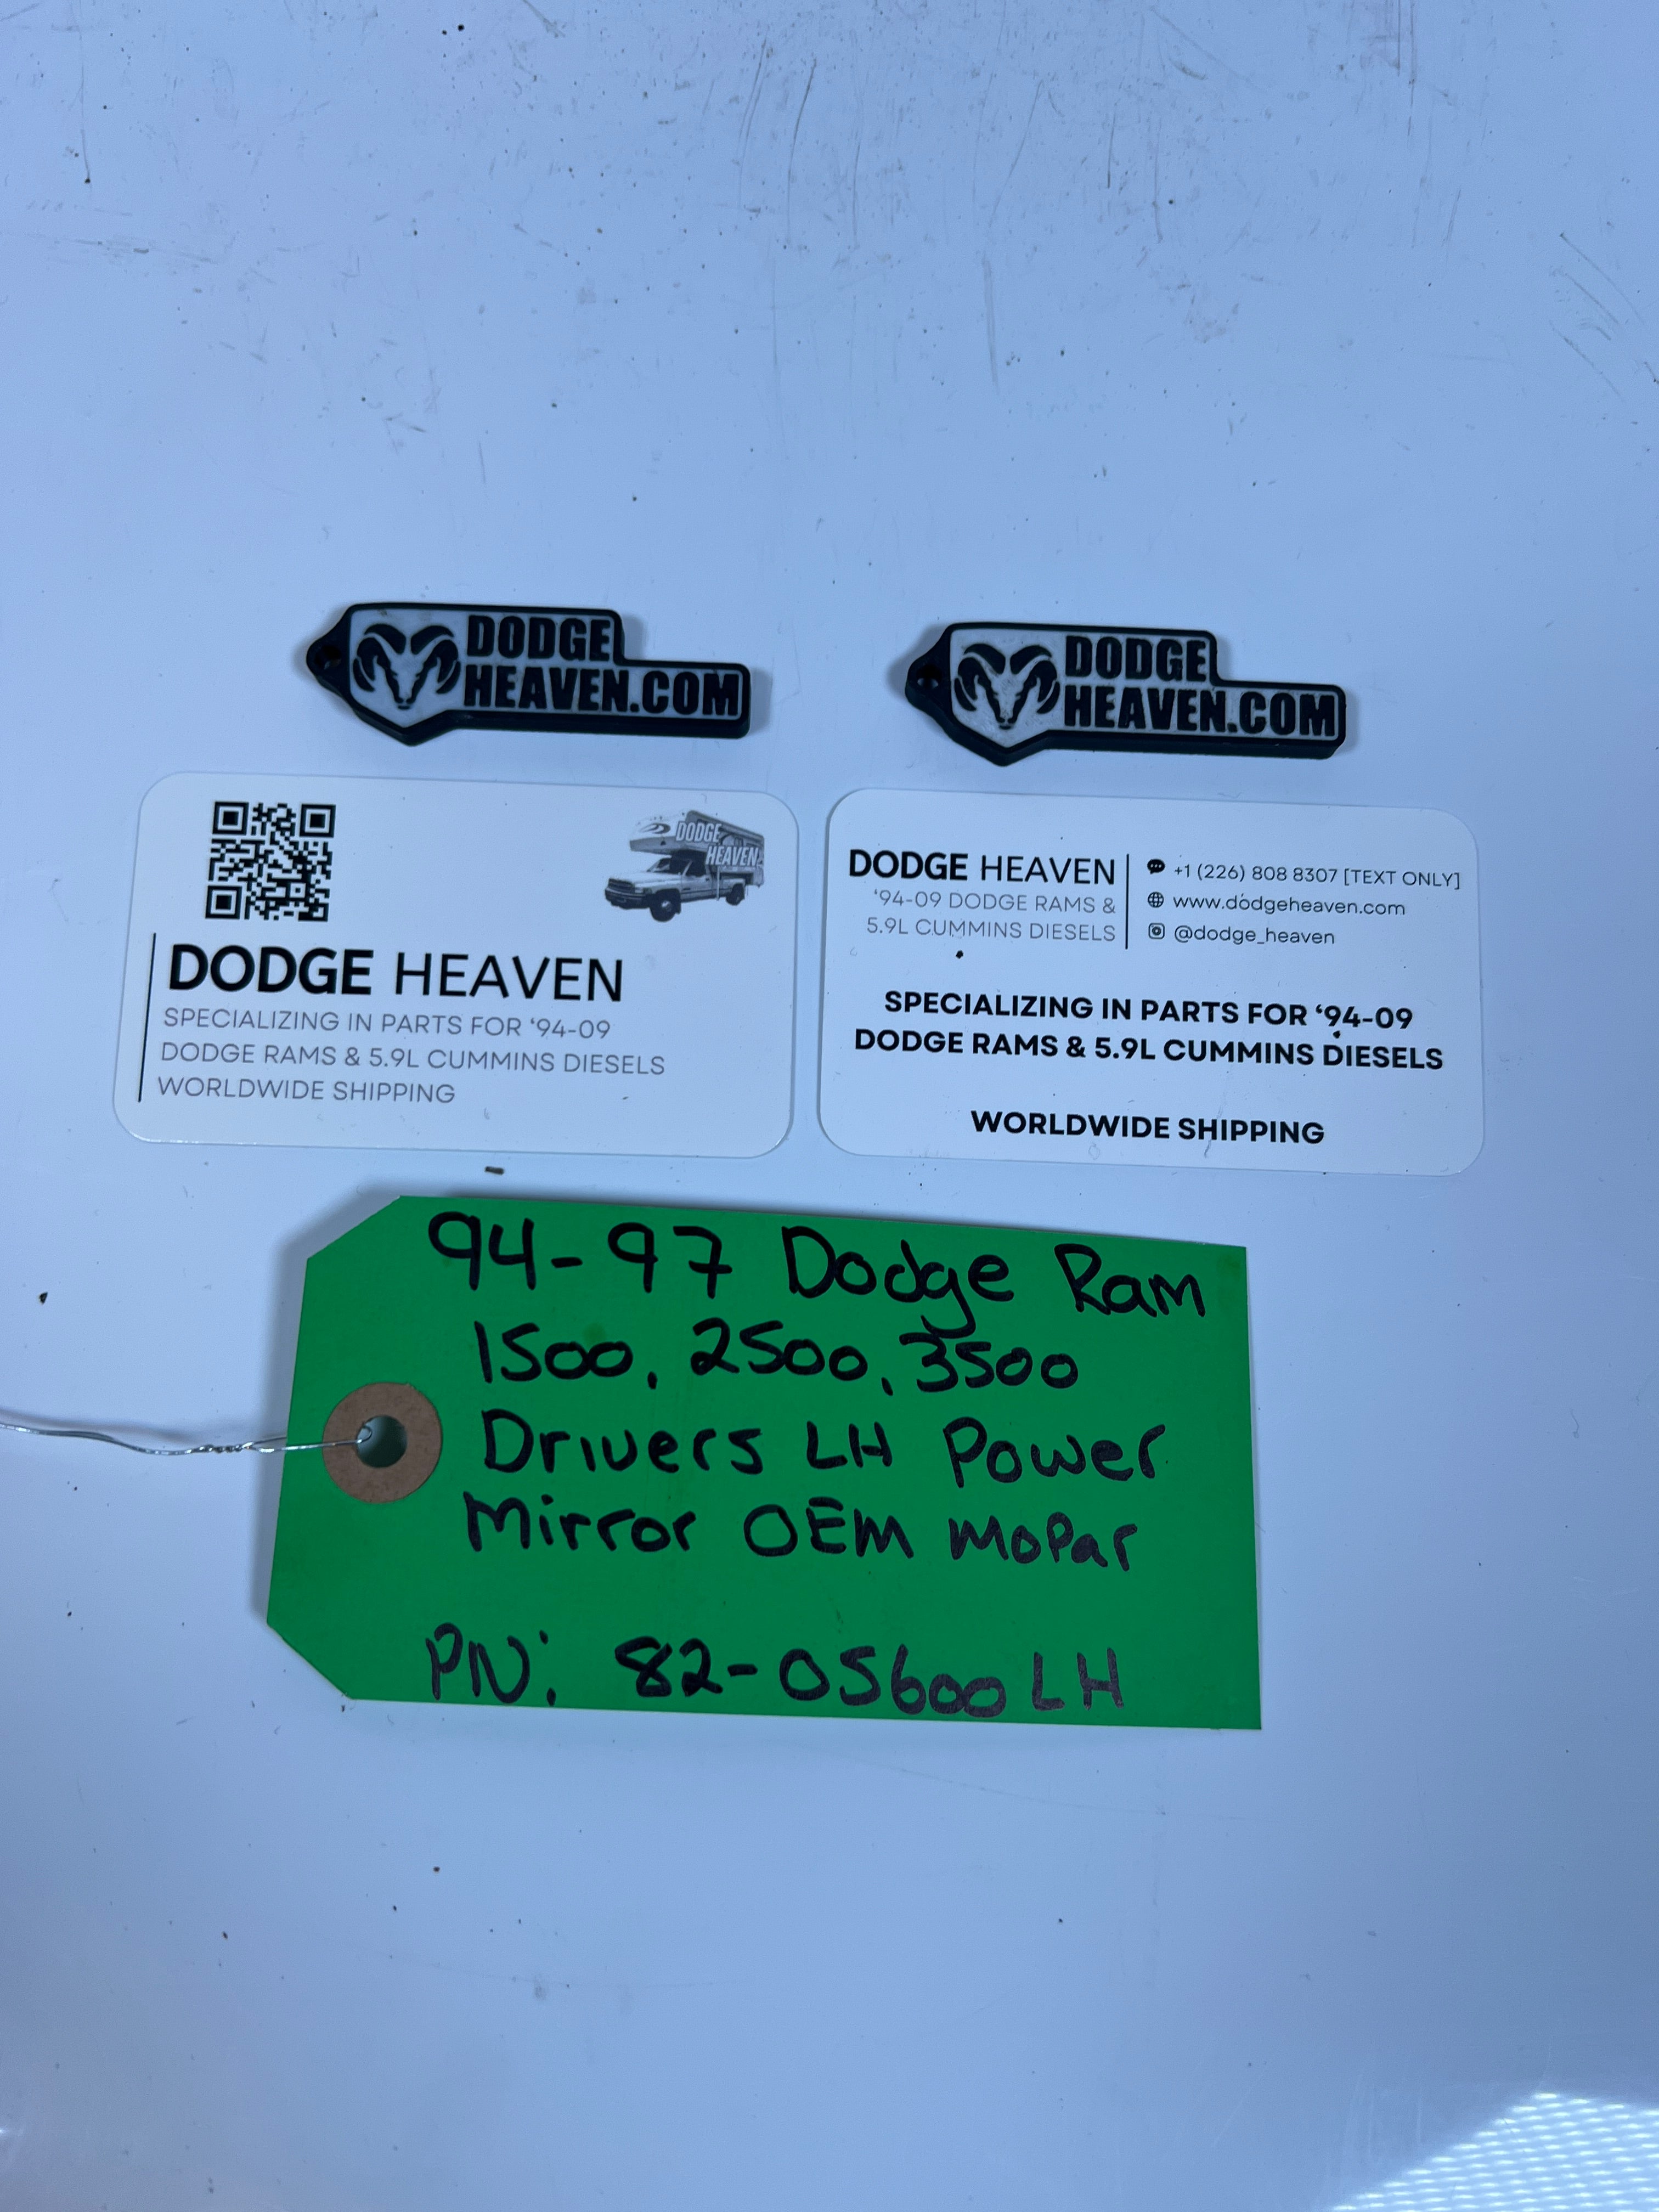 DODGE
HEAVEN.COM
DODGE
HEAVEN.COM
DODGE
HEAVEN
DODGE HEAVEN
SPECIALIZING IN PARTS FOR ‘94-09
DODGE RAMS & 5.9L CUMMINS DIESELS
WORLDWIDE SHIPPING
DODGE HEAVEN
‘94-09 DODGE RAMS &
5.9L CUMMINS DIESELS
+1 (226) 808 8307 [TEXT ONLY]
www.dodgeheaven.com
@dodge_heaven
SPECIALIZING IN PARTS FOR ‘94-09
DODGE RAMS & 5.9L CUMMINS DIESELS
WORLDWIDE SHIPPING
94-97 Dodge Ram
1500, 2500, 3500
Drivers LH Power
Mirror OEM Mopar
PN: 82-05600 LH